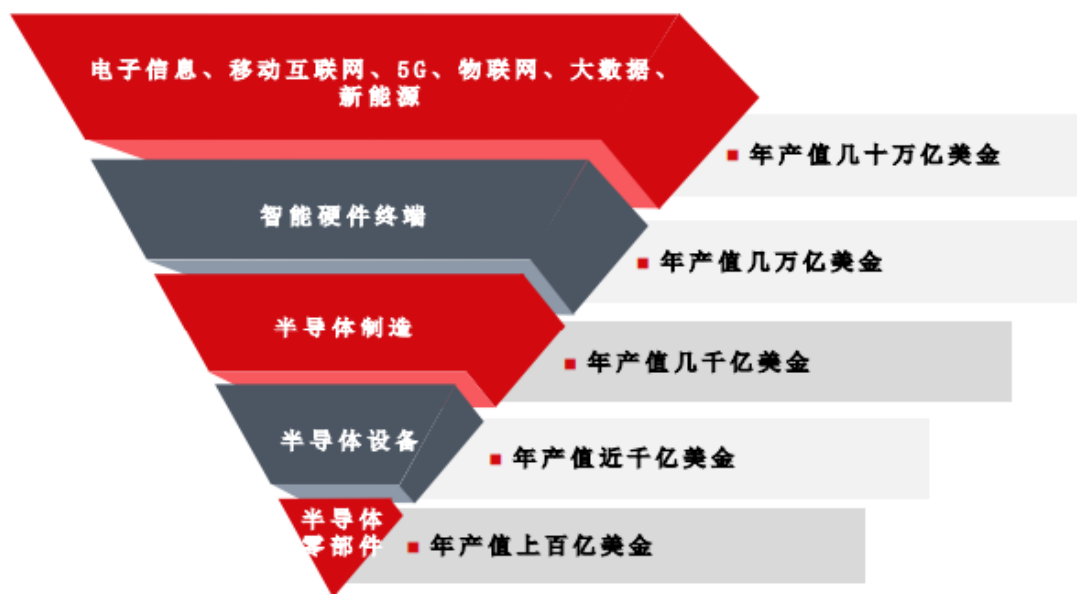 电子信息、移动互联网、5G、物联网、大数据、
新能源
年产值几十万亿美金
智能硬件终端
年产值几万亿美金
半导体制造
年产值几千亿美金
半导体设备
年产值近千亿美金
半导体
零部件
年产值上百亿美金